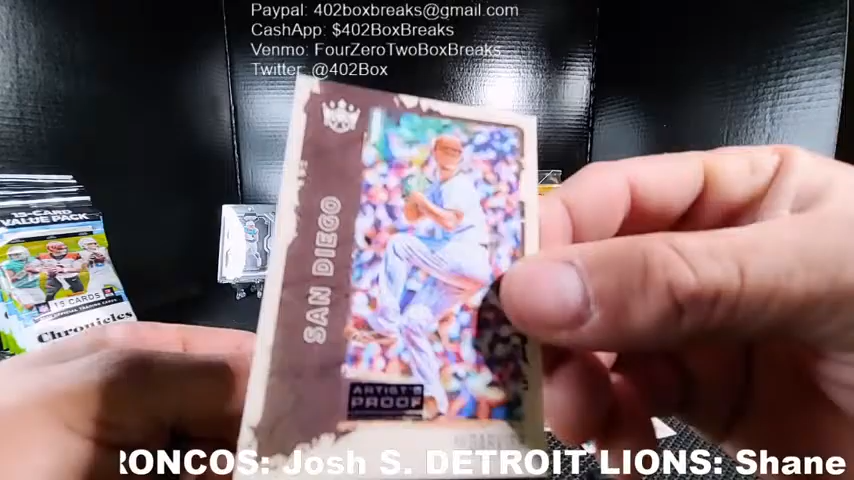 Paypal: 402boxbreaks@gmail.com
CashApp: $402BoxBreaks
Venmo: FourZeroTwoBoxBreaks
Twitter: @402Box
15-CARD
VALUE PACK
15 CARDS
Chronicles
SAN DIEGO
ARTIST'S
PROOF
RONCOS: Josh S. DETROIT LIONS: Shane